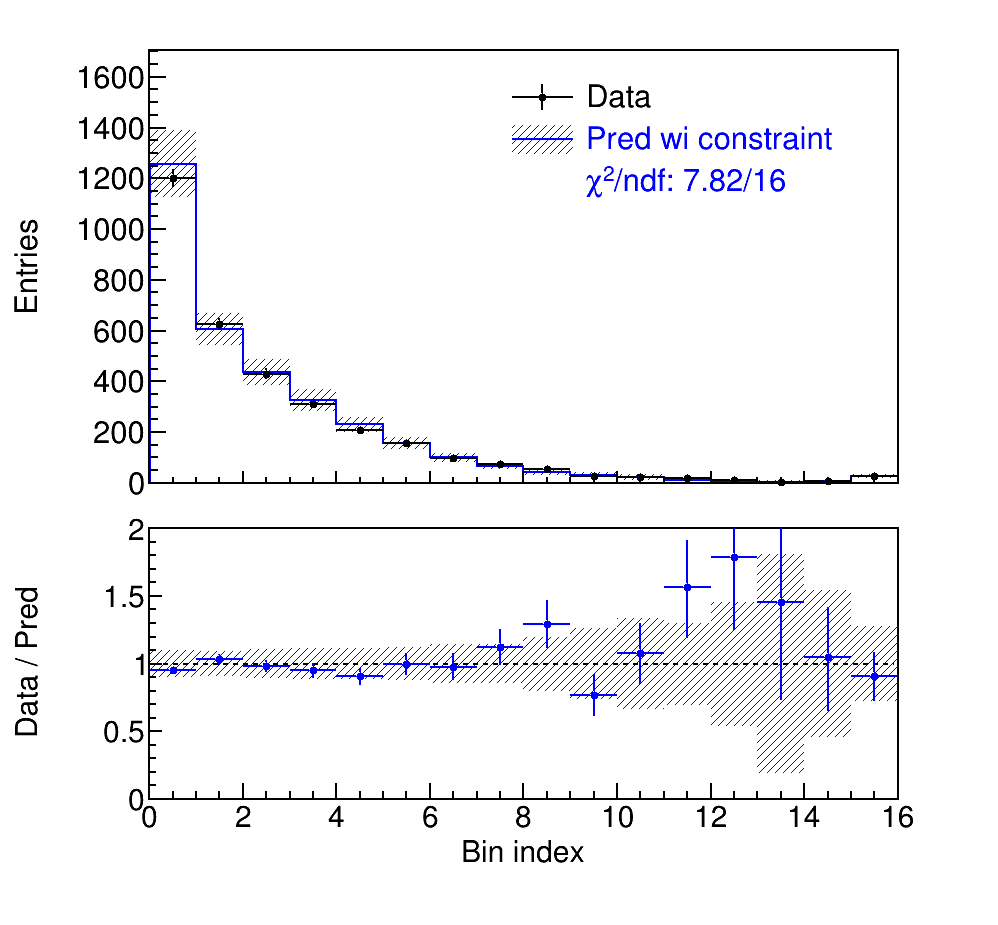 1600
1400
1200
1000
800
600
400
200
0
Entries
Data
Pred wi constraint
χ²/ndf: 7.82/16
2
1.5
1
0.5
0
Data / Pred
0 2 4 6 8 10 12 14 16
Bin index